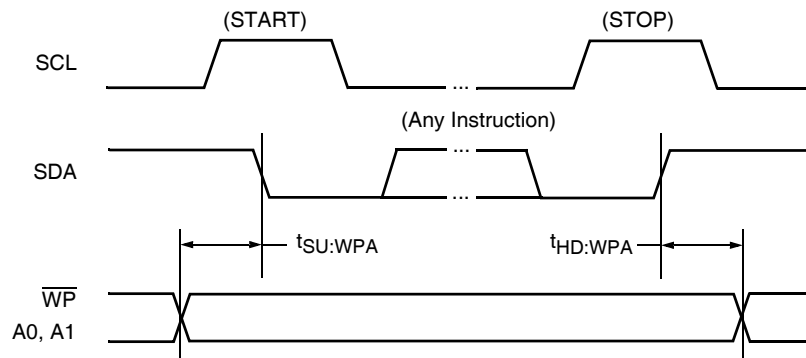 (START) (STOP)
SCL
...
(Any Instruction)
SDA
...
...
tSU:WPA tHD:WPA
WP
A0, A1